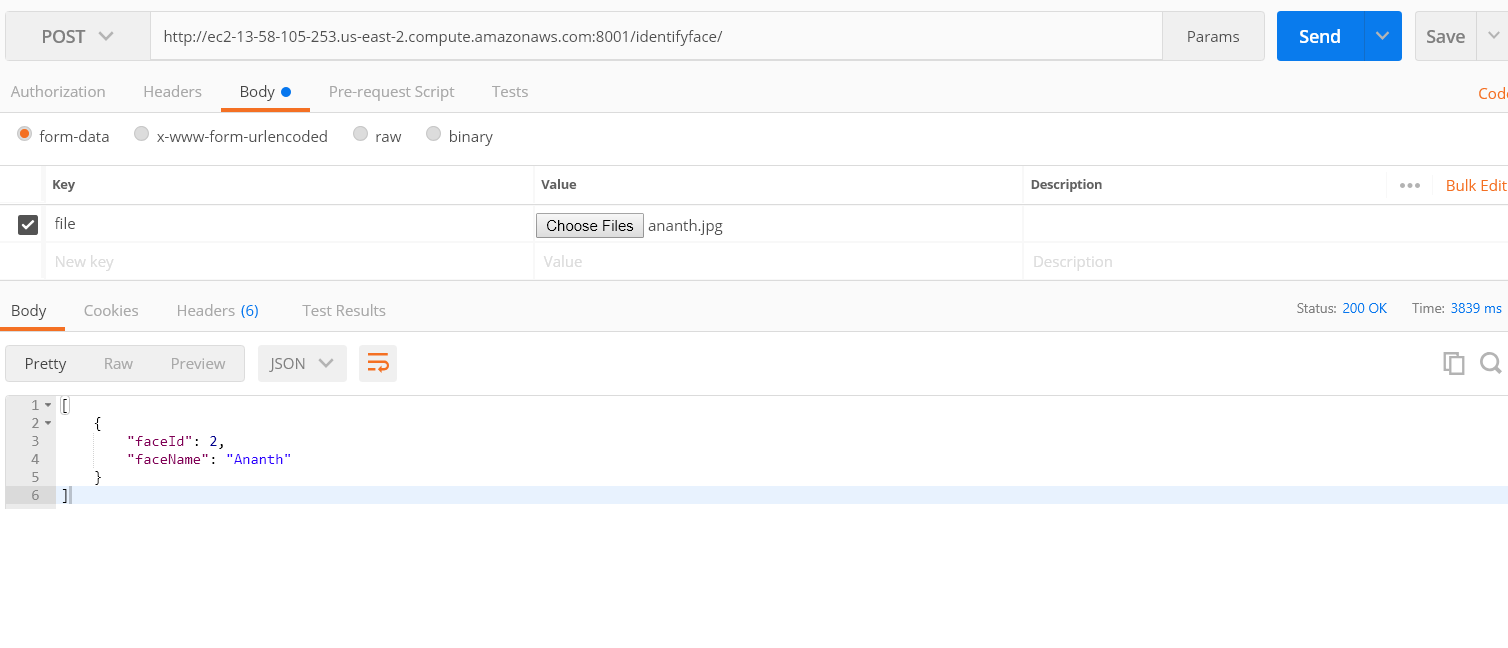 POST http://ec2-13-58-105-253.us-east-2.compute.amazonaws.com:8001/identifyface/ Params Send Save
Authorization Headers Body Pre-request Script Tests Code
form-data x-www-form-urlencoded raw binary
Key Value Description Bulk Edit
file Choose Files ananth.jpg
New key Value Description
Body Cookies Headers (6) Test Results Status: 200 OK Time: 3839 ms
Pretty Raw Preview JSON
1 [
2 {
3 "faceId": 2,
4 "faceName": "Ananth"
5 }
6 ]